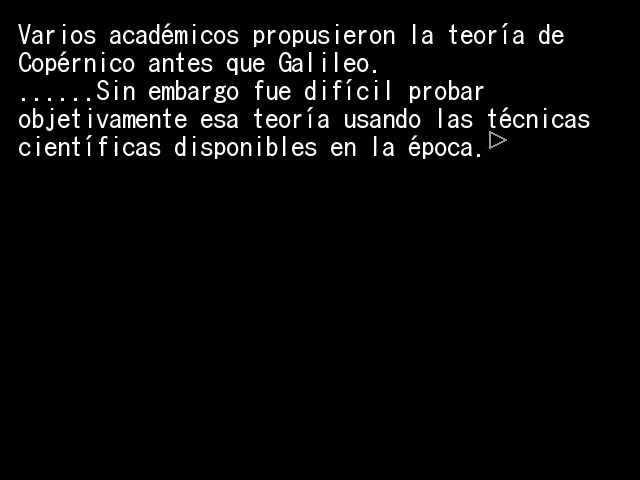 Varios académicos propusieron la teoría de
Copérnico antes que Galileo.
......Sin embargo fue difícil probar
objetivamente esa teoría usando las técnicas
científicas disponibles en la época.